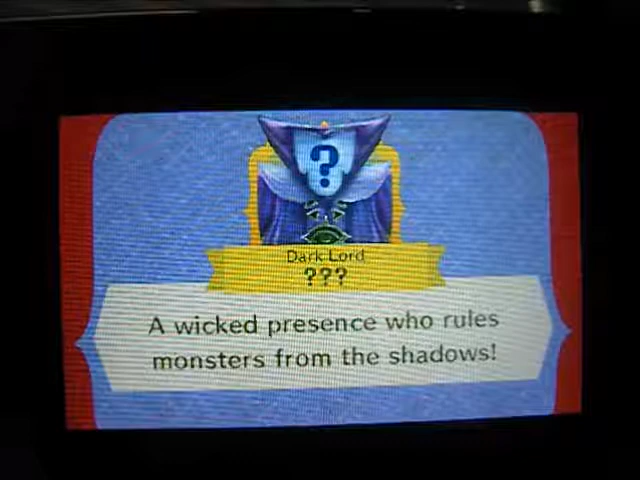 ?
Dark Lord
???
A wicked presence who rules
monsters from the shadows!